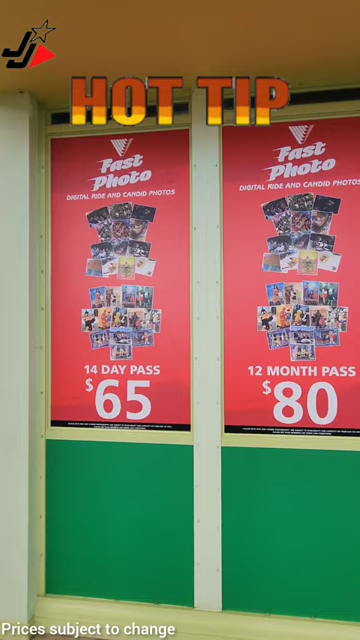 JJ
HOT TIP
Fast
Photo
DIGITAL RIDE AND CANDID PHOTOS
14 DAY PASS
$65
Fast
Photo
DIGITAL RIDE AND CANDID PHOTOS
12 MONTH PASS
$80
Prices subject to change